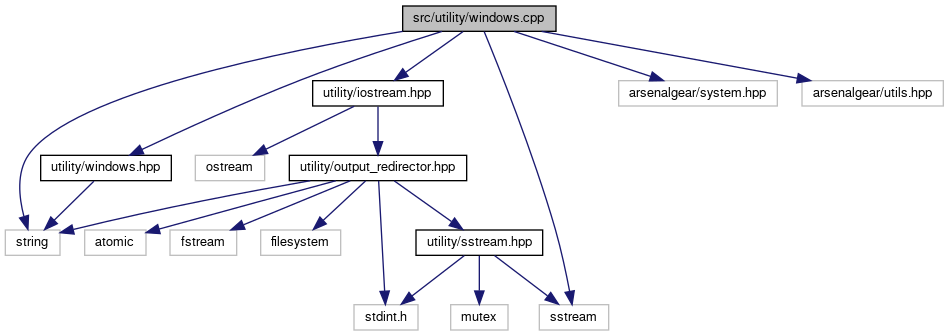 src/utility/windows.cpp
utility/iostream.hpp
arsenalgear/system.hpp
arsenalgear/utils.hpp
utility/windows.hpp
ostream
utility/output_redirector.hpp
string
atomic
fstream
filesystem
utility/sstream.hpp
stdint.h
mutex
sstream